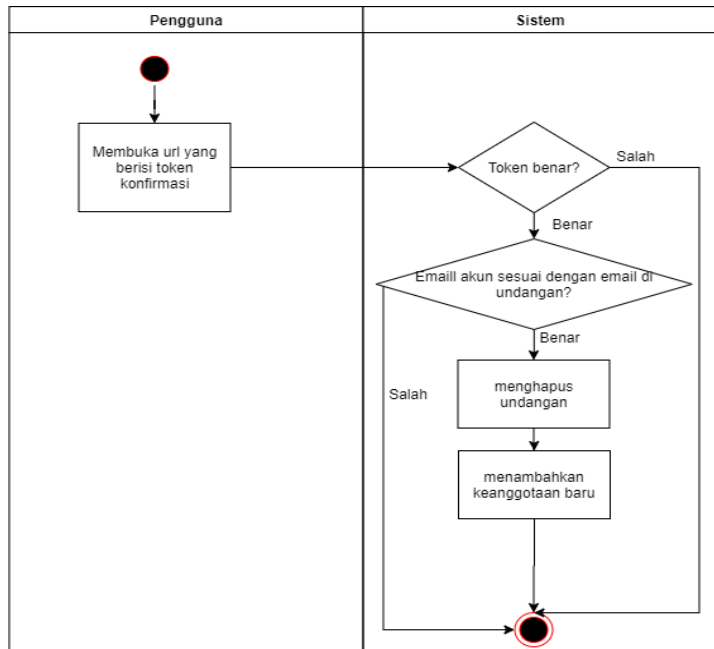 Pengguna
Sistem
Membuka url yang
berisi token
konfirmasi
Token benar?
Salah
Benar
Emaill akun sesuai dengan email di
undangan?
Benar
Salah
menghapus
undangan
menambahkan
keanggotaan baru